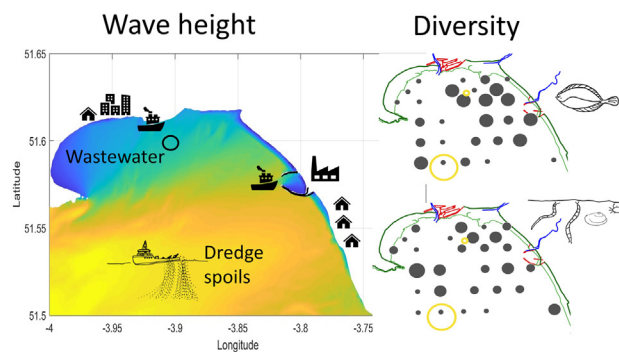 Wave height
Diversity
51.65
51.6
51.55
51.5
Latitude
Wastewater
Dredge
spoils
-4
-3.95
-3.9
-3.85
-3.8
-3.75
Longitude